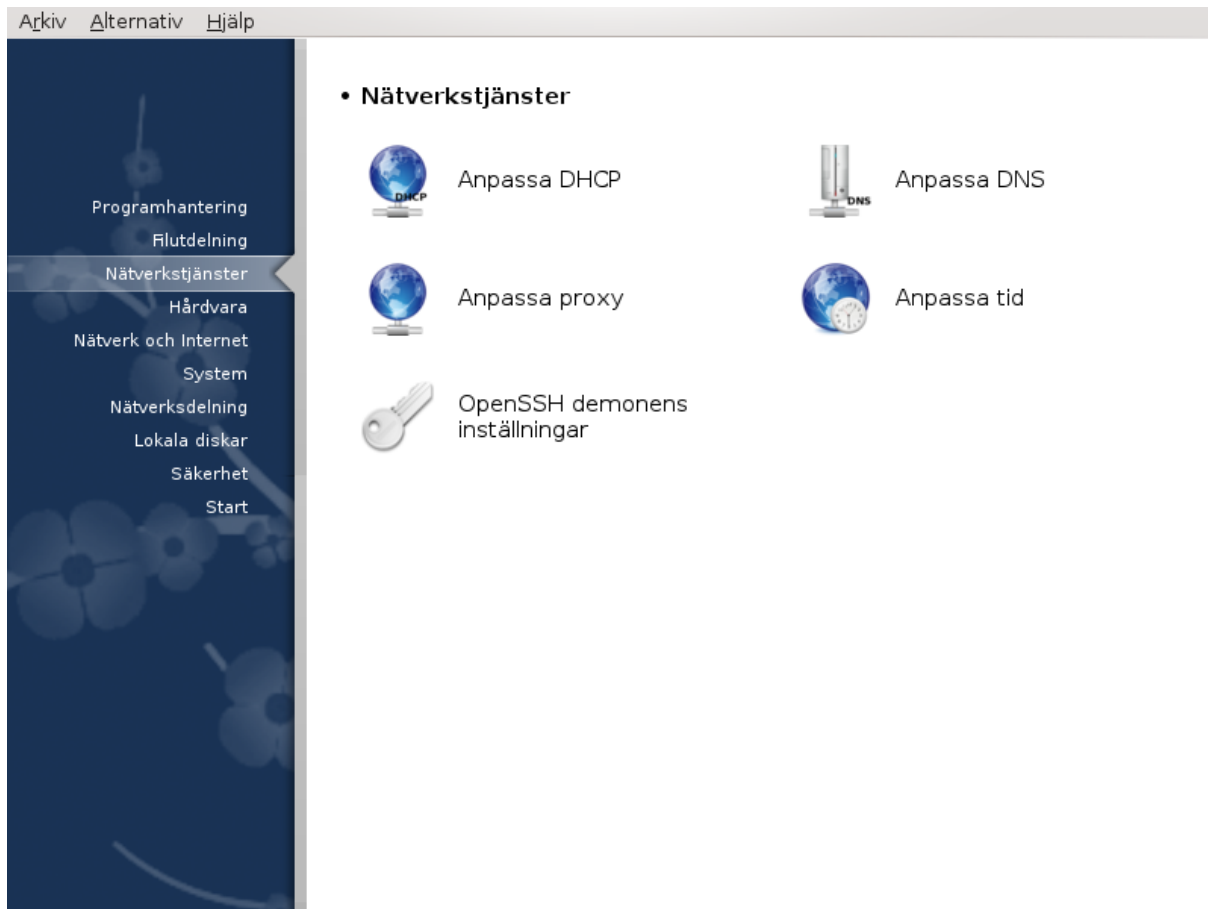 Arkiv Alternativ Hjälp
Programhantering
Filutdelning
Nätverkstjänster
Hårdvara
Nätverk och Internet
System
Nätverksdelning
Lokala diskar
Säkerhet
Start
• Nätverkstjänster
DHCP
Anpassa DHCP
DNS
Anpassa DNS
Anpassa proxy
Anpassa tid
OpenSSH demonens
inställningar